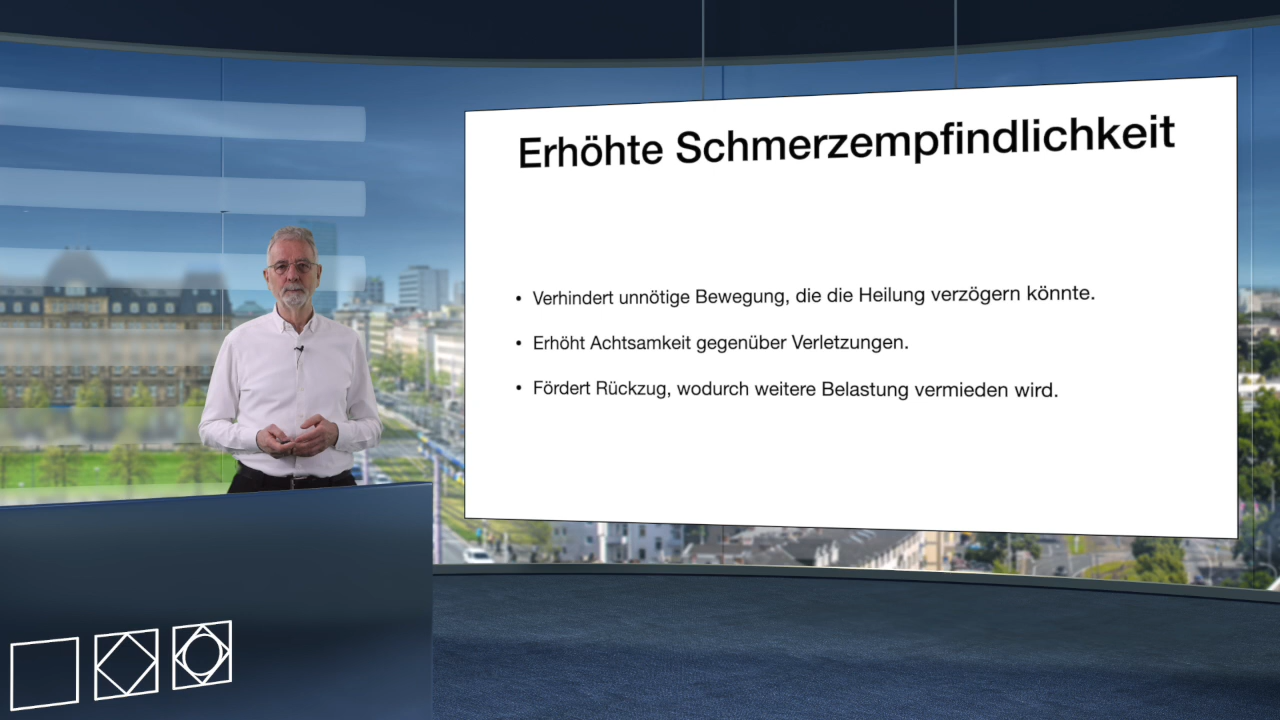 Erhöhte Schmerzempfindlichkeit
• Verhindert unnötige Bewegung, die die Heilung verzögern könnte.
• Erhöht Achtsamkeit gegenüber Verletzungen.
• Fördert Rückzug, wodurch weitere Belastung vermieden wird.